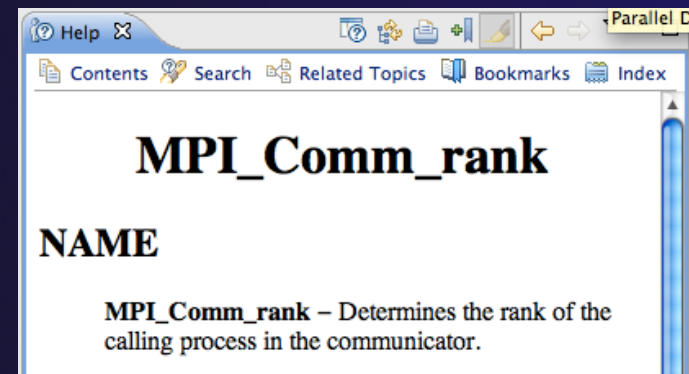 Help
Parallel D
Contents Search Related Topics Bookmarks Index
MPI_Comm_rank
NAME
MPI_Comm_rank – Determines the rank of the
calling process in the communicator.